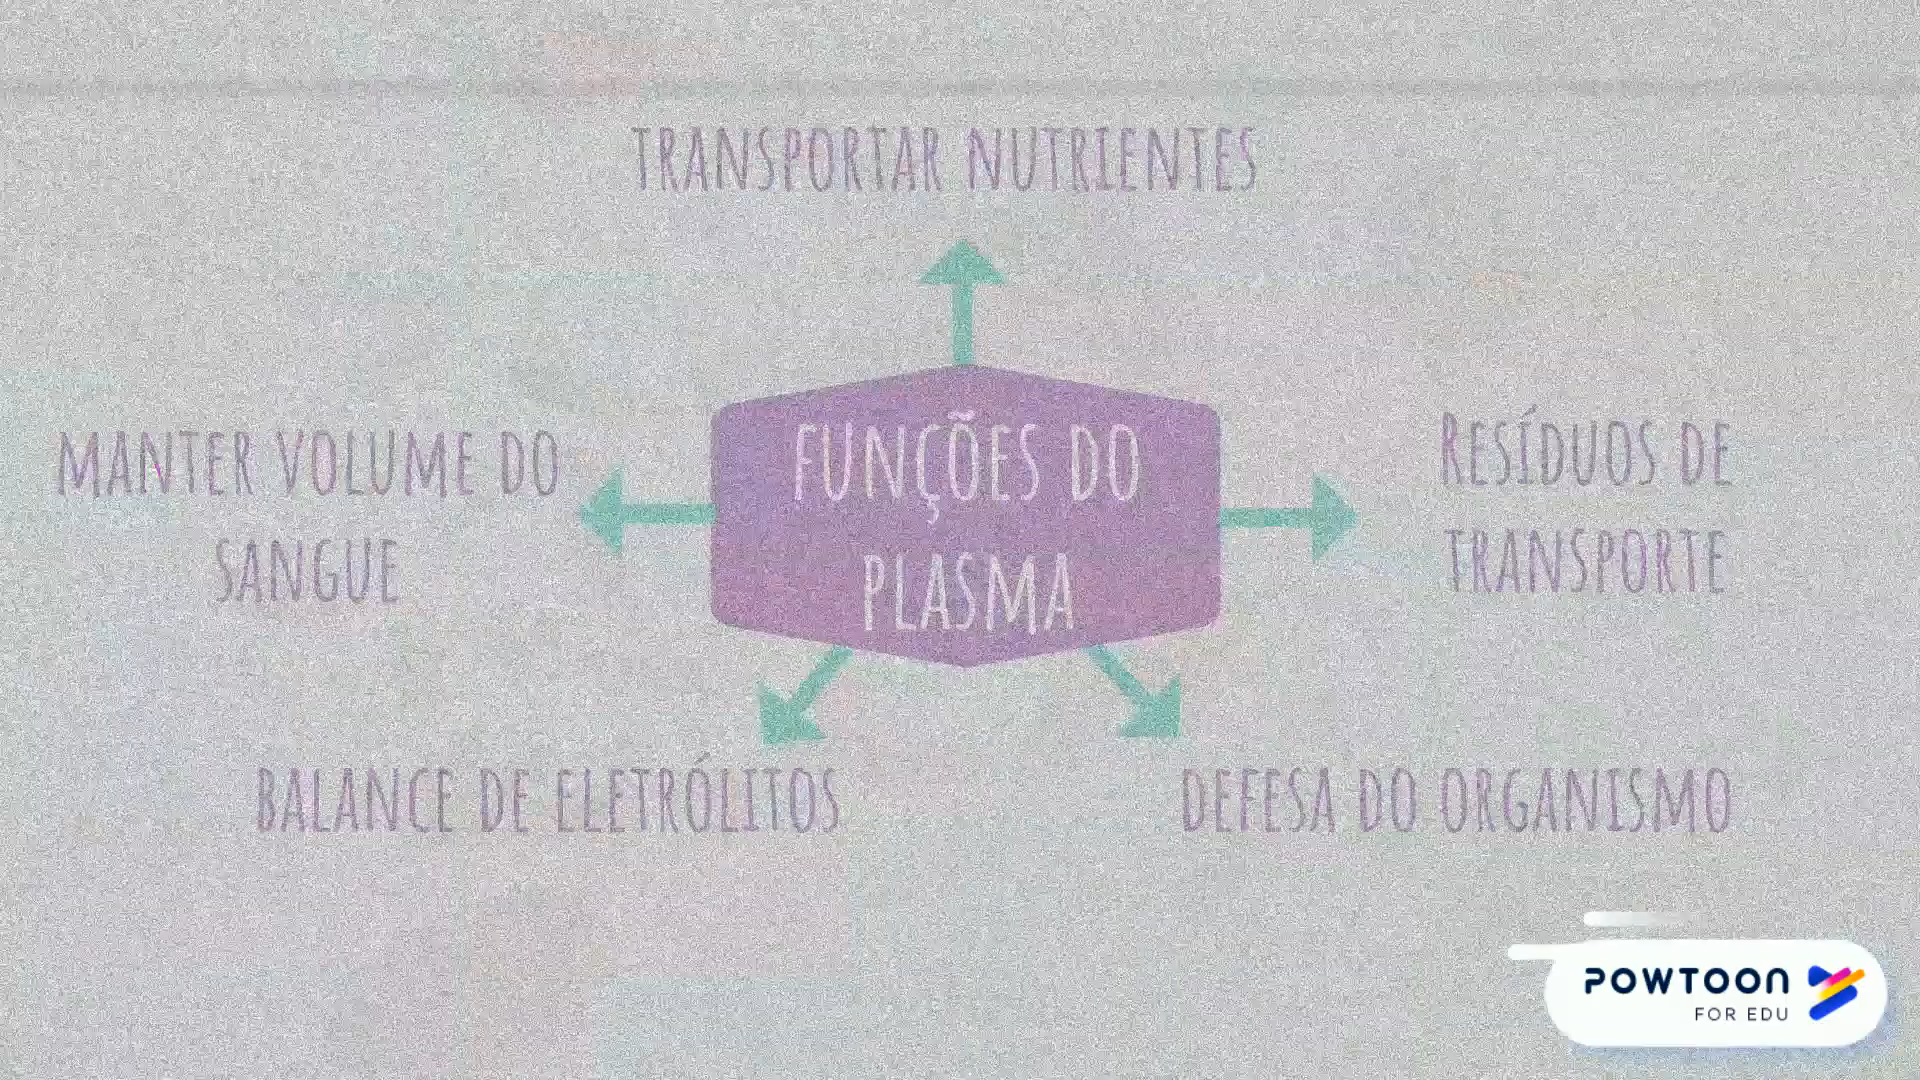 TRANSPORTAR NUTRIENTES
MANTER VOLUME DO
SANGUE
FUNÇÕES DO
PLASMA
RESÍDUOS DE
TRANSPORTE
BALANCE DE ELETRÓLITOS
DEFESA DO ORGANISMO
POWTOON
FOR EDU